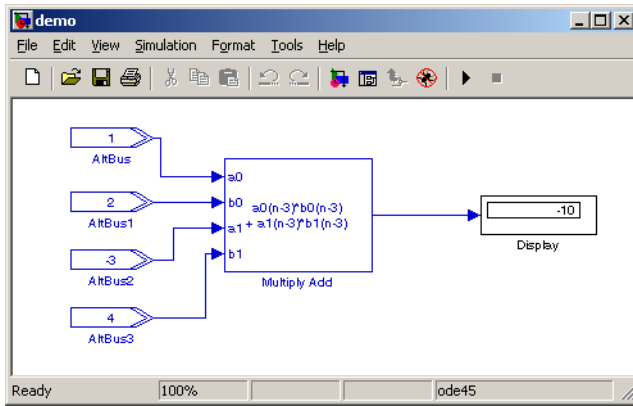 demo
File Edit View Simulation Format Tools Help
1
AltBus
2
AltBus1
-3
AltBus2
4
AltBus3
a0
b0
a1
b1
a0(n-3)*b0(n-3)
+ a1(n-3)*b1(n-3)
Multiply Add
-10
Display
Ready 100% ode45